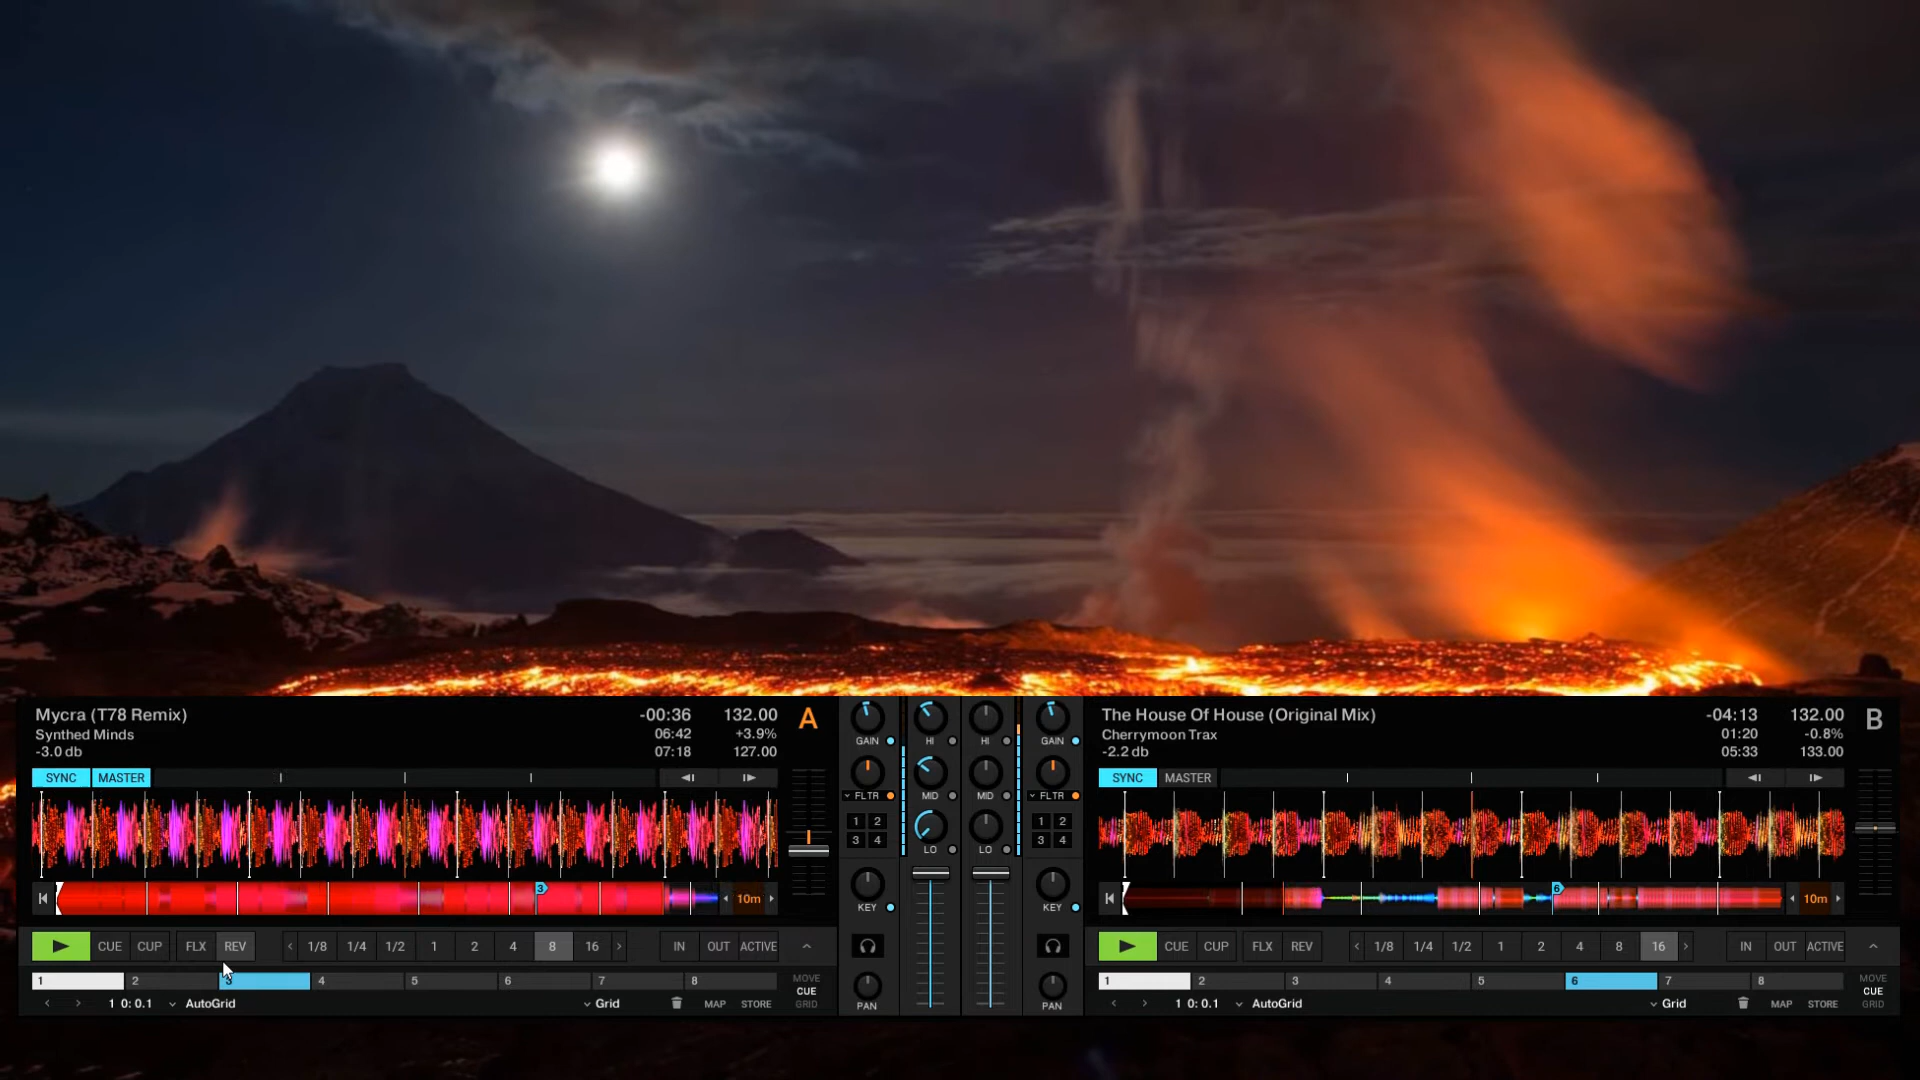 Mycra (T78 Remix) -00:36 132.00 A
Synthed Minds 06:42 +3.9%
-3.0 db 07:18 127.00
SYNC MASTER
3
10m
CUE CUP FLX REV 1/8 1/4 1/2 1 2 4 8 16 IN OUT ACTIVE
1 2 3 4 5 6 7 8
MOVE
CUE
GRID
1 0: 0.1 AutoGrid Grid MAP STORE
GAIN HI HI GAIN
FLTR MID MID FLTR
1 2 1 2
3 4 3 4
LO LO
KEY KEY
PAN PAN
The House Of House (Original Mix) -04:13 132.00 B
Cherrymoon Trax 01:20 -0.8%
-2.2 db 05:33 133.00
SYNC MASTER
6
10m
CUE CUP FLX REV 1/8 1/4 1/2 1 2 4 8 16 IN OUT ACTIVE
1 2 3 4 5 6 7 8
MOVE
CUE
GRID
1 0: 0.1 AutoGrid Grid MAP STORE